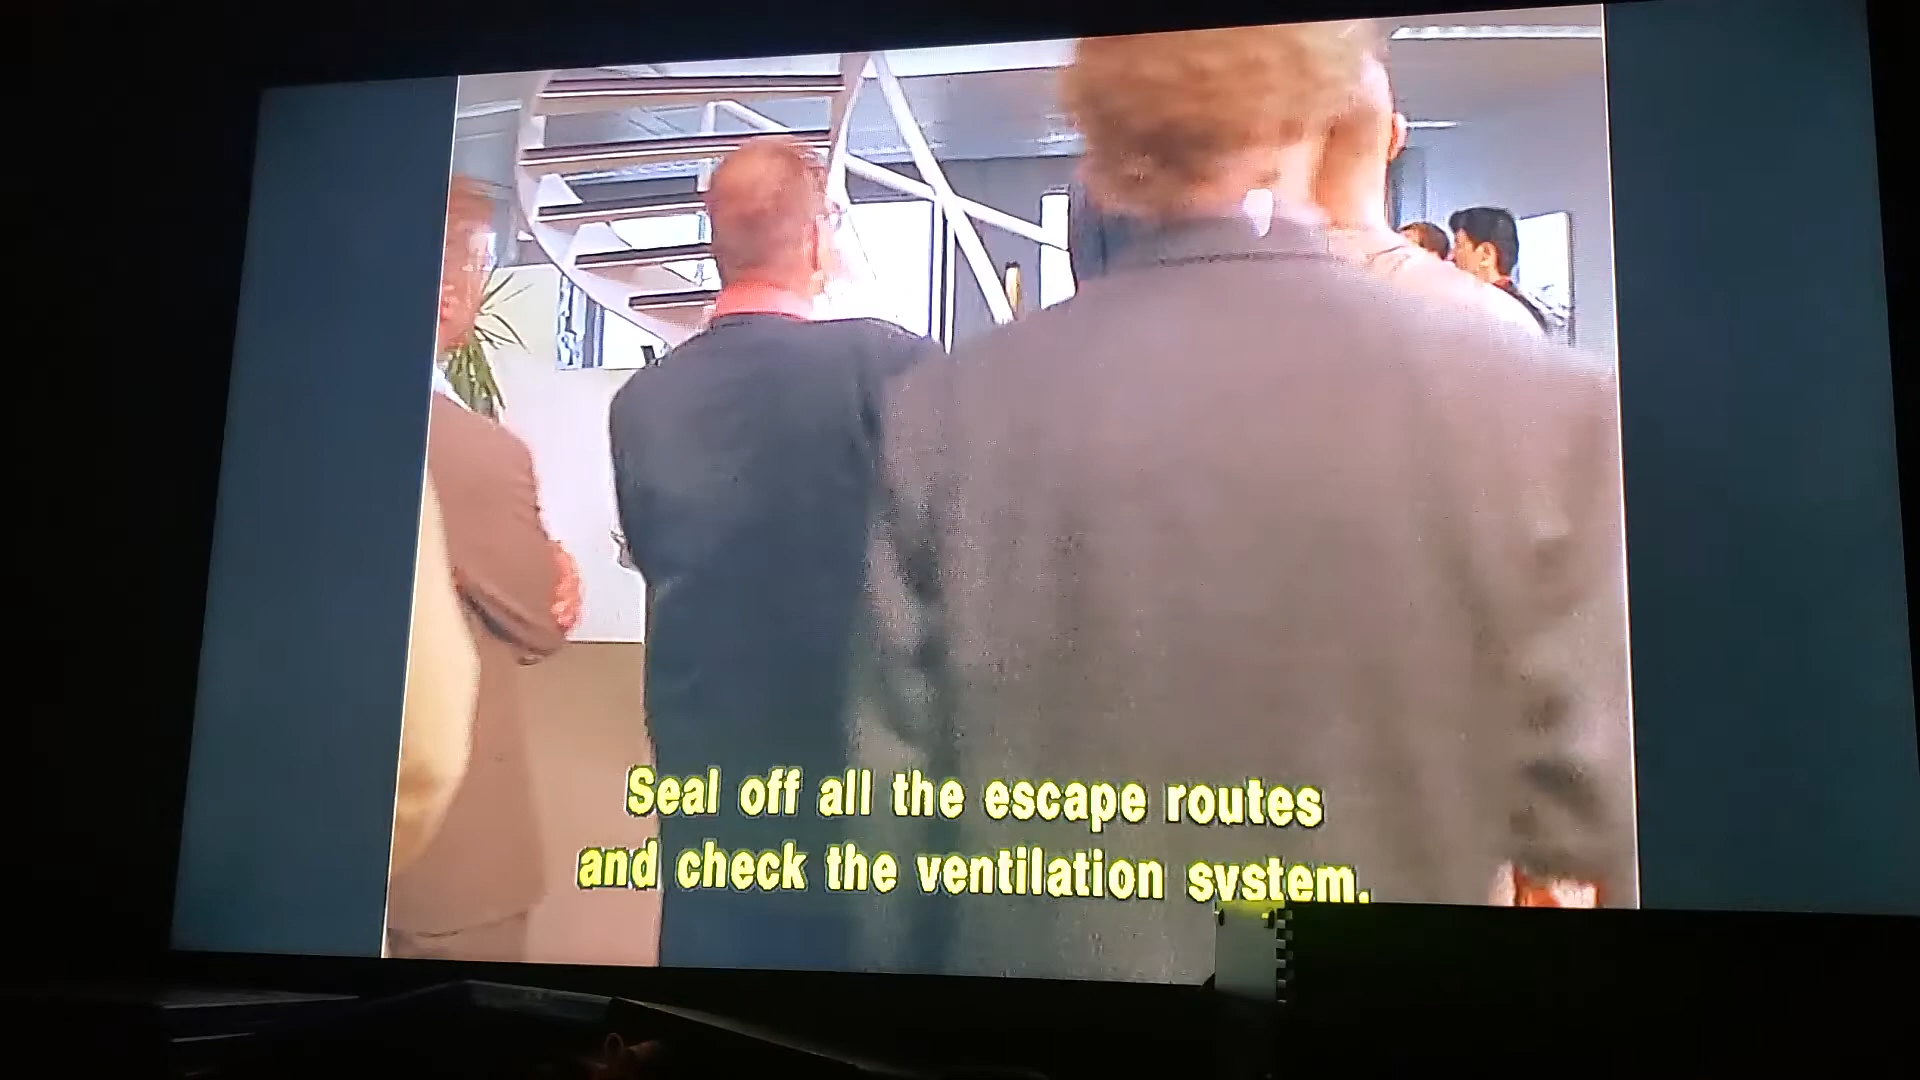 Seal off all the escape routes
and check the ventilation system.